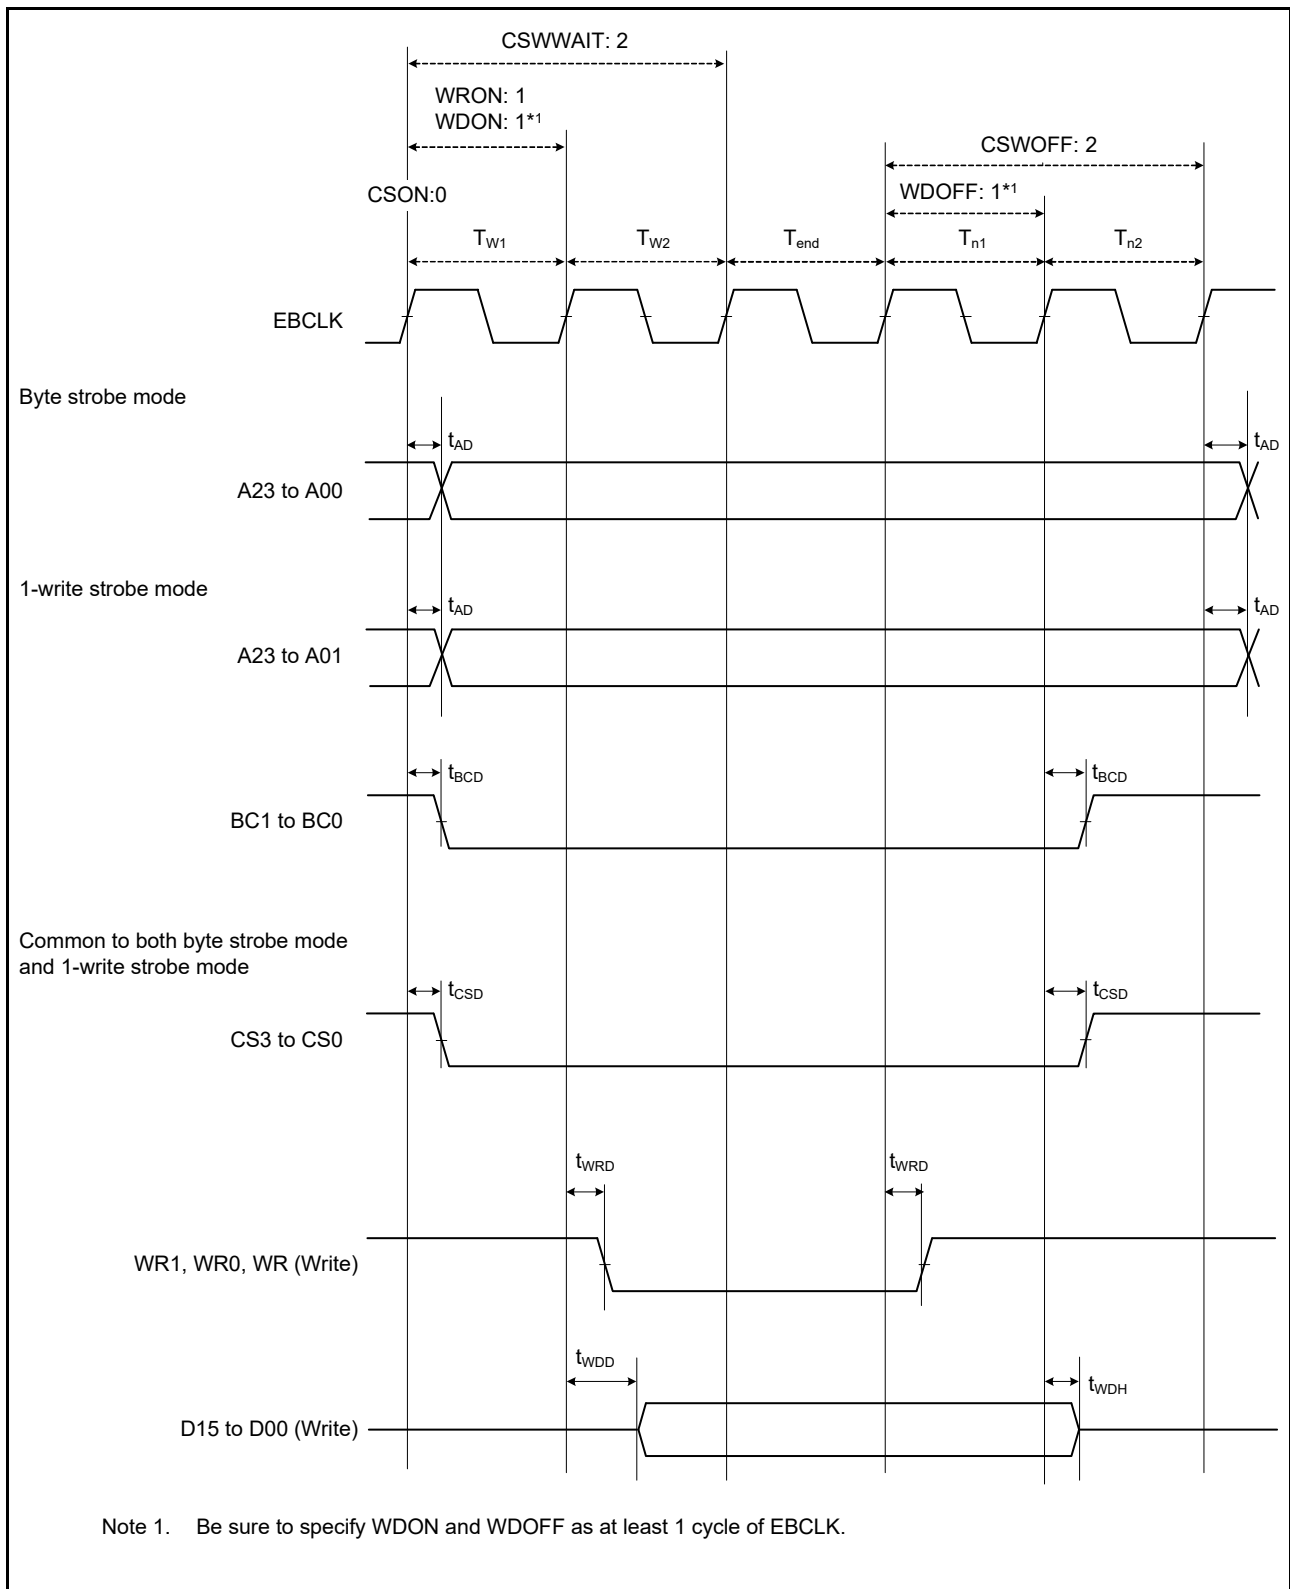 CSWWAIT: 2
WRON: 1
WDON: 1*1
CSWOFF: 2
WDOFF: 1*1
CSON:0
TW1 TW2 Tend Tn1 Tn2
EBCLK
Byte strobe mode
tAD tAD
A23 to A00
1-write strobe mode
tAD tAD
A23 to A01
tBCD tBCD
BC1 to BC0
Common to both byte strobe mode
and 1-write strobe mode
tCSD tCSD
CS3 to CS0
tWRD tWRD
WR1, WR0, WR (Write)
tWDD tWDH
D15 to D00 (Write)
Note 1. Be sure to specify WDON and WDOFF as at least 1 cycle of EBCLK.